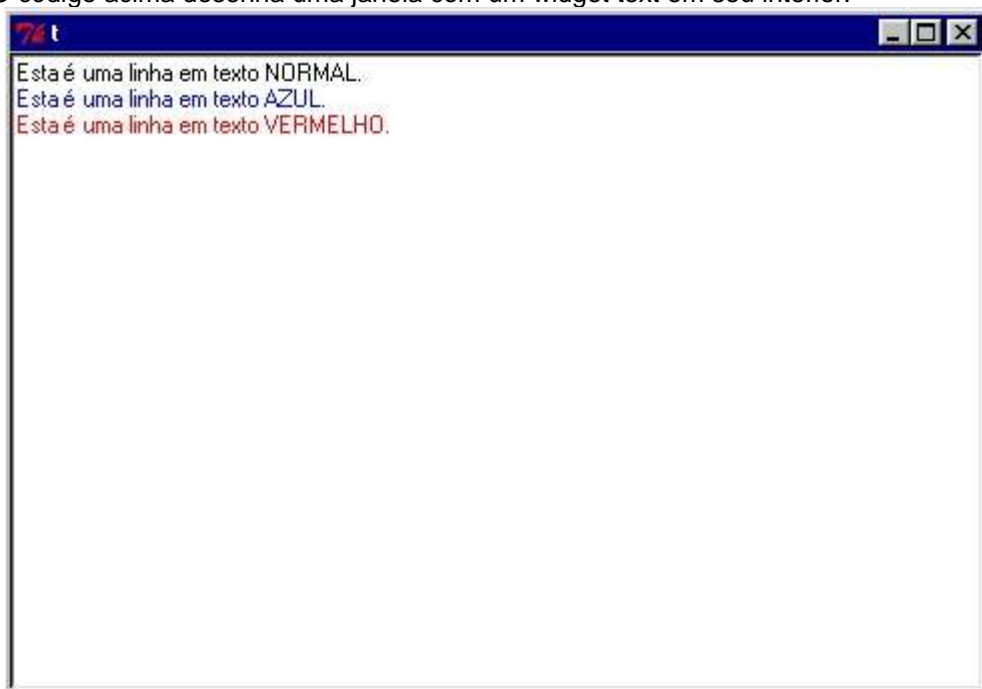 O código acima desenha uma janela com um widget text em seu interior:
t
Esta é uma linha em texto NORMAL.
Esta é uma linha em texto AZUL.
Esta é uma linha em texto VERMELHO.